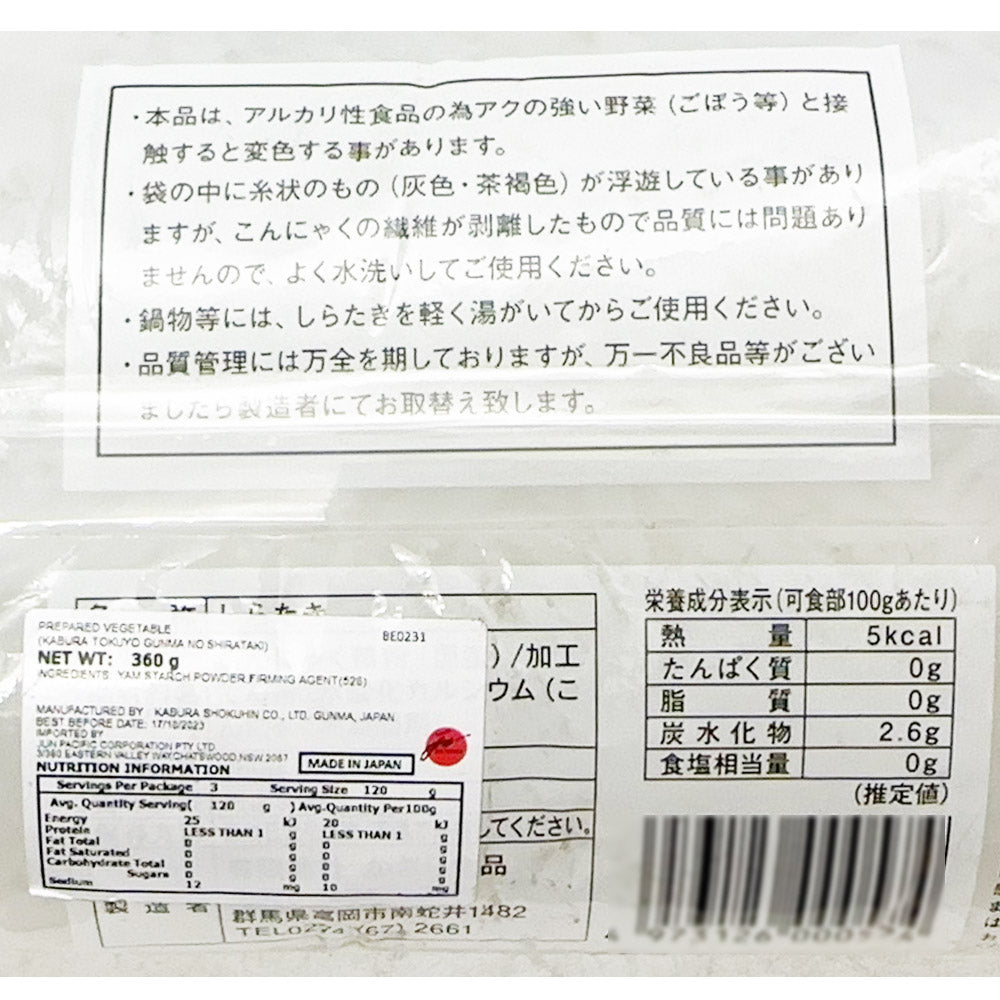 ・本品は、アルカリ性食品の為アクの強い野菜（ごぼう等）と接
触すると変色する事があります。
・袋の中に糸状のもの（灰色・茶褐色）が浮遊している事があり
ますが、こんにゃくの繊維が剥離したもので品質には問題あり
ませんので、よく水洗いしてご使用ください。
・鍋物等には、しらたきを軽く湯がいてからご使用ください。
・品質管理には万全を期しておりますが、万一不良品等がござい
ましたら製造者にてお取替え致します。
しらたき
）/加工
ウム（こ
してください。
品
製造者 群馬県富岡市南蛇井1482
TEL0274（67）2661
PREPARED VEGETABLE BE0231
(KABURA TOKUYO GUNMA NO SHIRATAKI)
NET WT: 360 g
INGREDIENTS: YAM STARCH POWDER,FIRMING AGENT(526)
MANUFACTURED BY : KABURA SHOKUHIN CO., LTD. GUNMA, JAPAN
BEST BEFORE DATE: 17/10/2023
IMPORTED BY
JUN PACIFIC CORPORATION PTY LTD
3/380 EASTERN VALLEY WAY,CHATSWOOD,NSW 2067
MADE IN JAPAN
NUTRITION INFORMATION
Servings Per Package 3 Serving Size 120 g
Avg. Quantity Serving( 120 g ) Avg.Quantity Per100g
Energy 25 kJ 20 kJ
Protein LESS THAN 1 g LESS THAN 1 g
Fat Total 0 g 0 g
Fat Saturated 0 g 0 g
Carbohydrate Total 0 g 0 g
Sugars 0 g 0 g
Sodium 12 mg 10 mg
栄養成分表示（可食部100gあたり）
熱量 5kcal
たんぱく質 0g
脂質 0g
炭水化物 2.6g
食塩相当量 0g
（推定値）